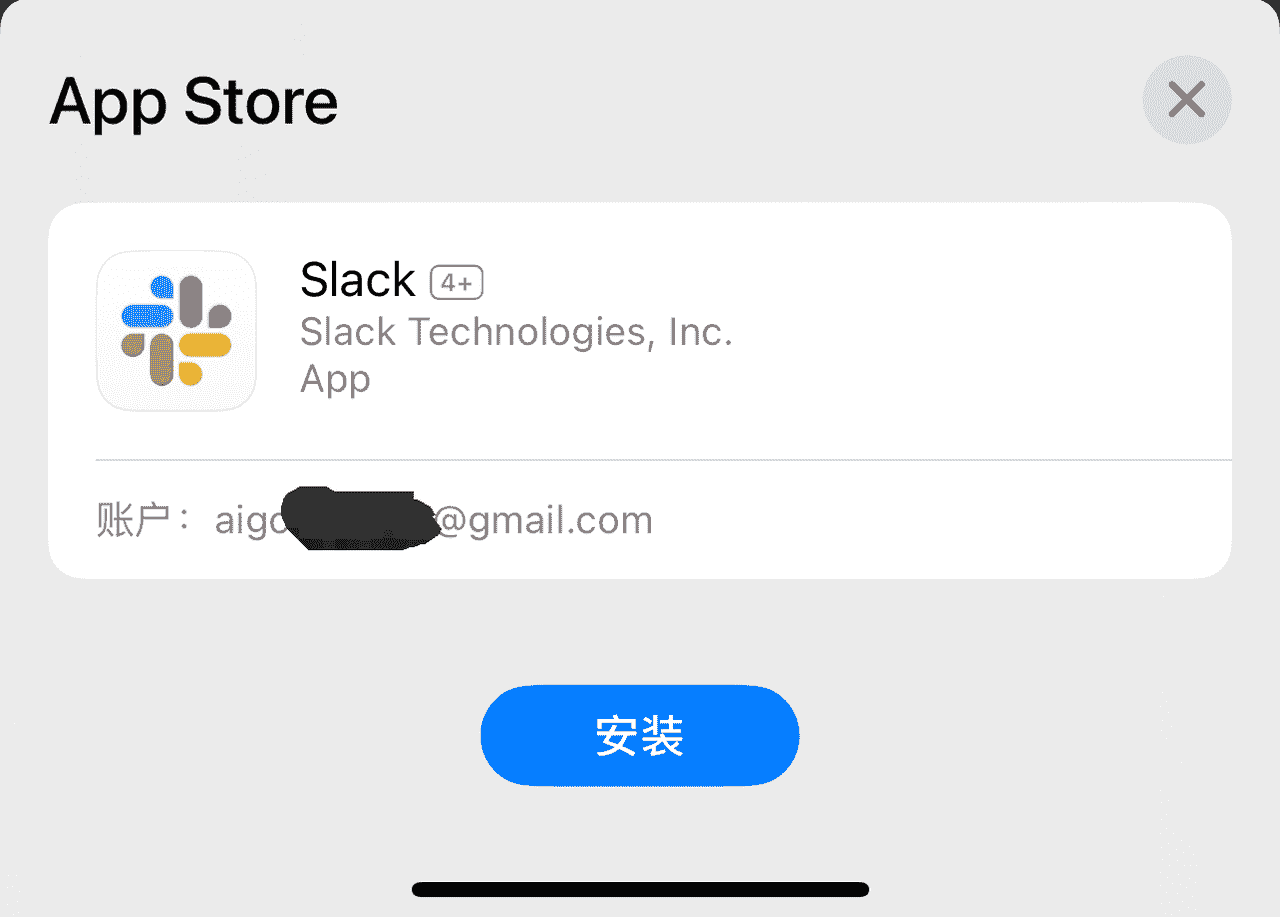 App Store
Slack 4+
Slack Technologies, Inc.
App
账户：aigo @gmail.com
安装